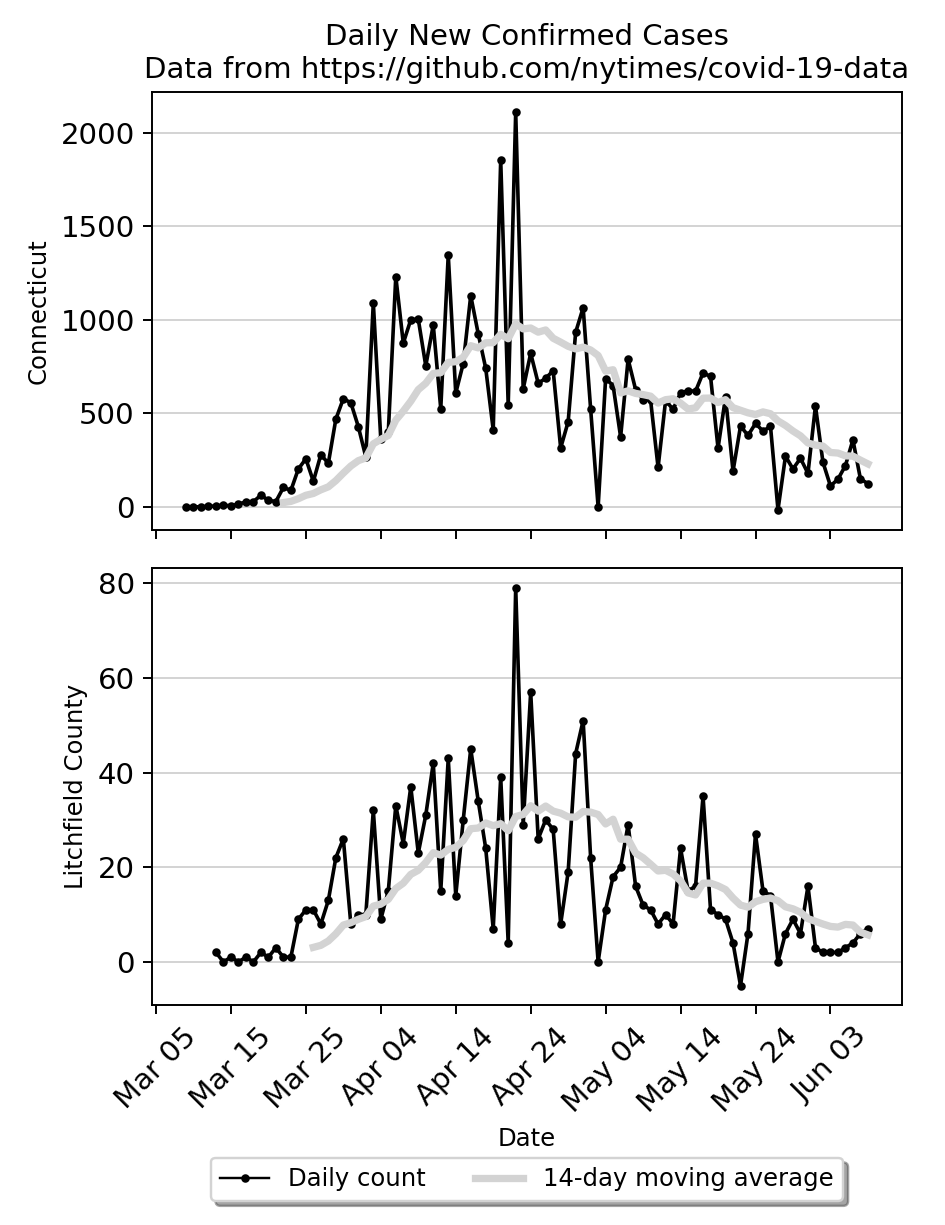 Daily New Confirmed Cases
Data from https://github.com/nytimes/covid-19-data
2000
1500
1000
500
0
Connecticut
80
60
40
20
0
Litchfield County
Mar 05
Mar 15
Mar 25
Apr 04
Apr 14
Apr 24
May 04
May 14
May 24
Jun 03
Date
Daily count
14-day moving average